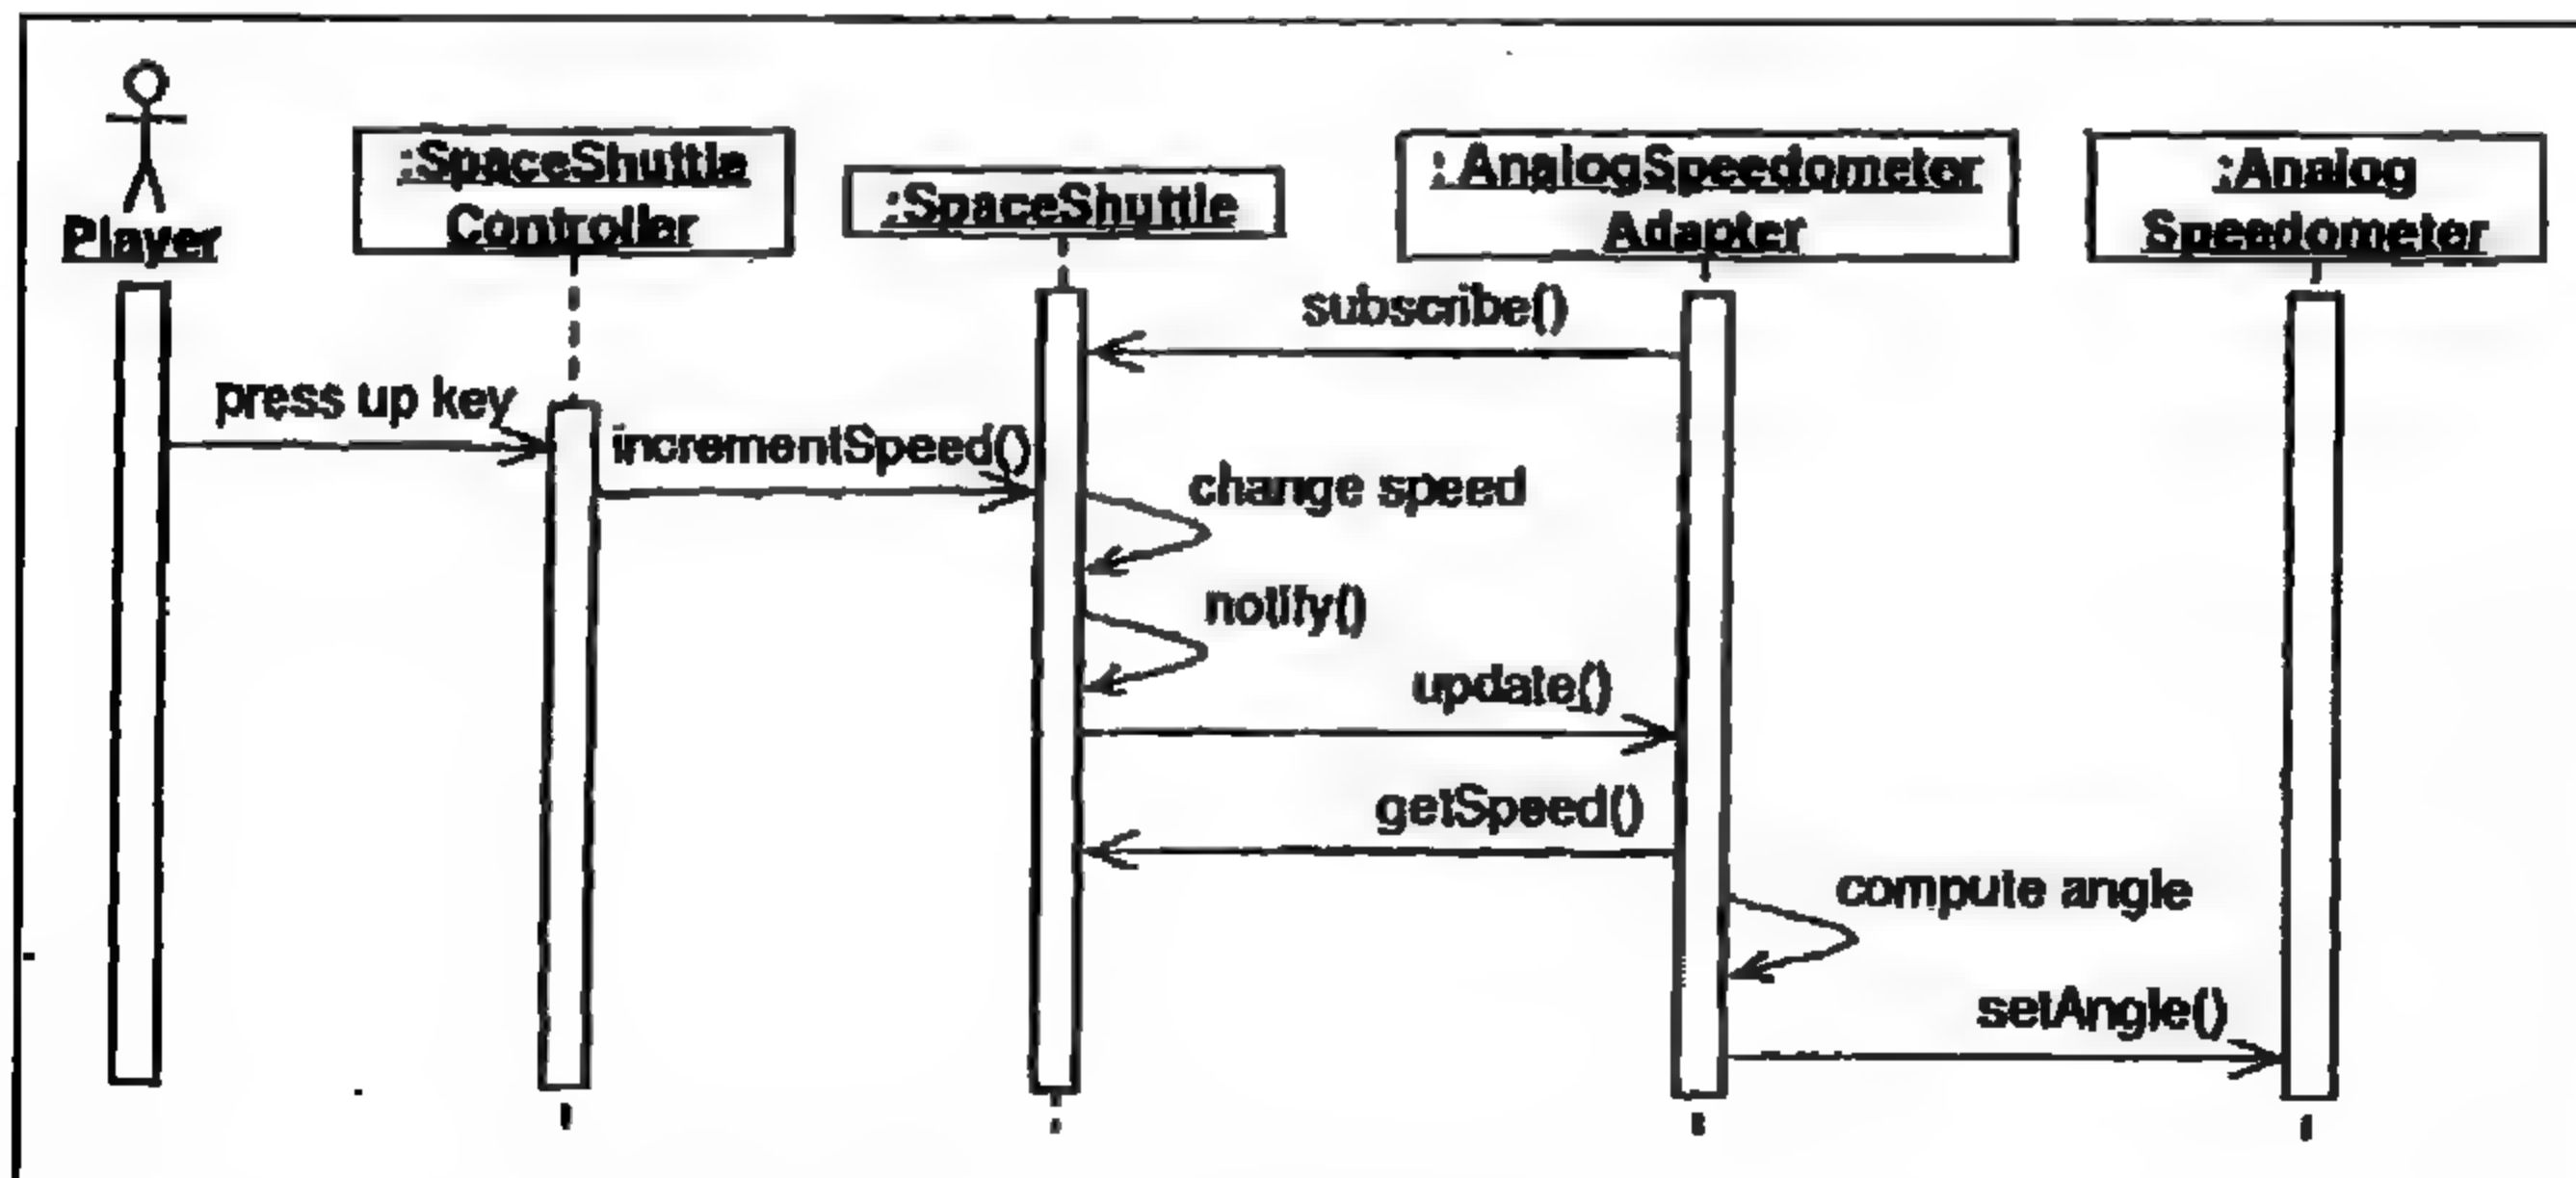 :SpaceShuttle
Controller
:SpaceShuttle
: AnalogSpeedometer
Adapter
:Analog
Speedometer
Player
subscribe()
press up key
incrementSpeed()
change speed
notify()
update()
getSpeed()
compute angle
setAngle()